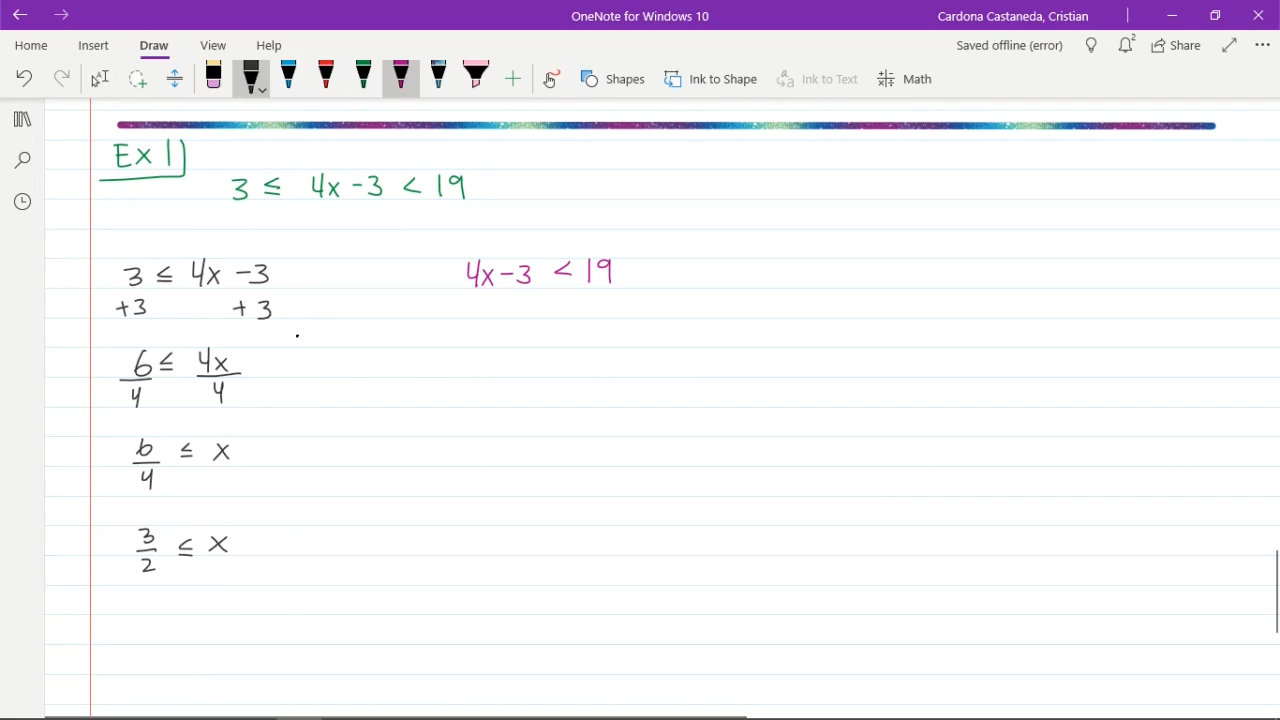 OneNote for Windows 10
Cardona Castaneda, Cristian
Home Insert Draw View Help
Saved offline (error)
2
Share
Shapes
Ink to Shape
Ink to Text
Math
Ex 1
3 ≤ 4x - 3 < 19
3 ≤ 4x - 3
+3 +3
6/4 ≤ 4x/4
6/4 ≤ x
3/2 ≤ x
4x - 3 < 19